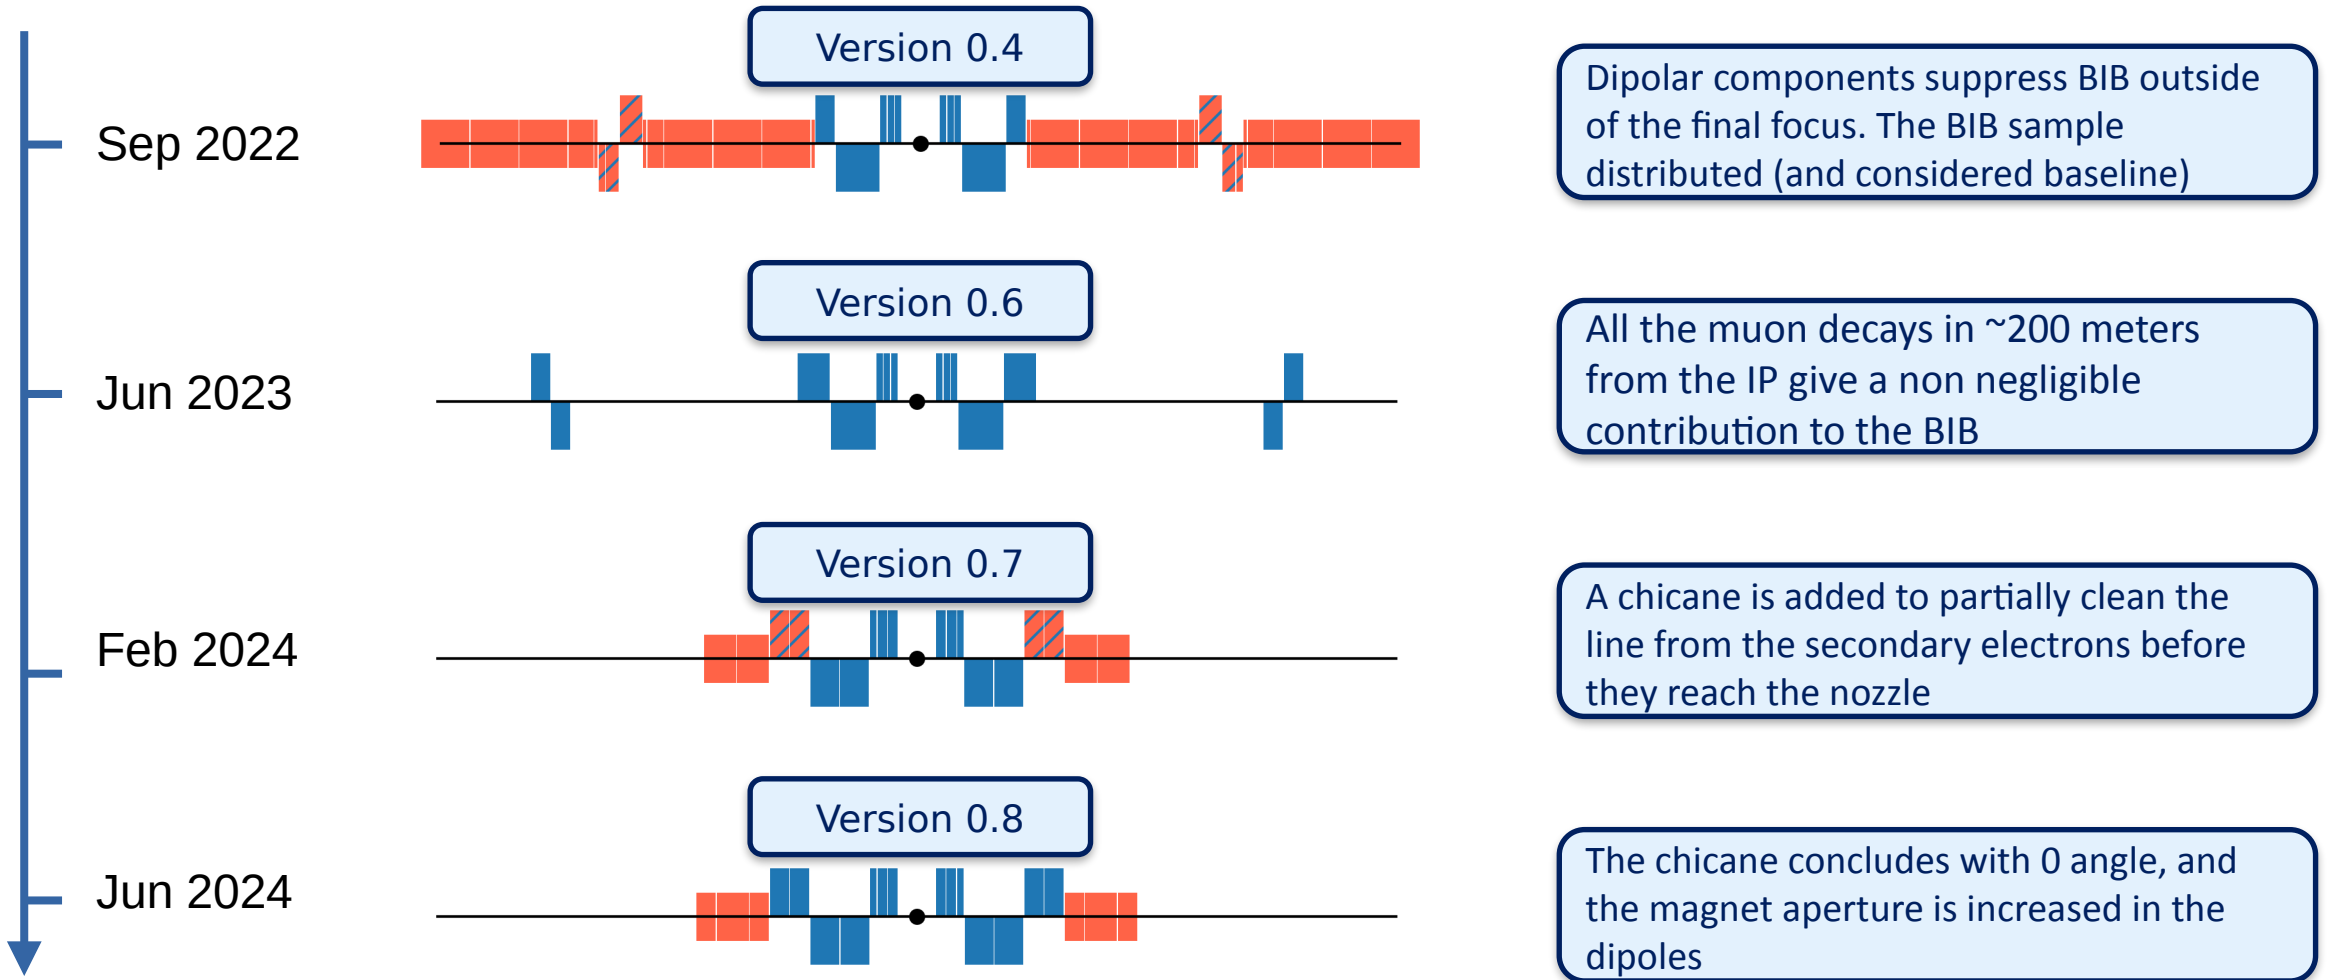 Version 0.4
Sep 2022
Dipolar components suppress BIB outside
of the final focus. The BIB sample
distributed (and considered baseline)
Version 0.6
Jun 2023
All the muon decays in ~200 meters
from the IP give a non negligible
contribution to the BIB
Version 0.7
Feb 2024
A chicane is added to partially clean the
line from the secondary electrons before
they reach the nozzle
Version 0.8
Jun 2024
The chicane concludes with 0 angle, and
the magnet aperture is increased in the
dipoles